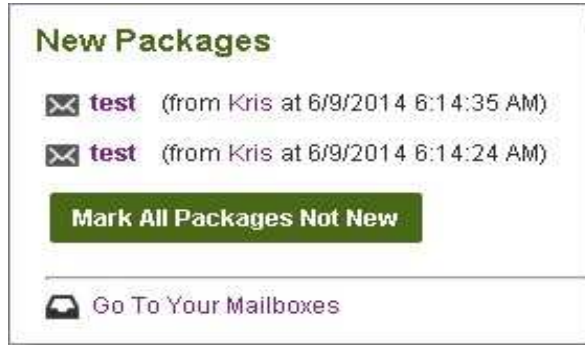 New Packages
test (from Kris at 6/9/2014 6:14:35 AM)
test (from Kris at 6/9/2014 6:14:24 AM)
Mark All Packages Not New
Go To Your Mailboxes